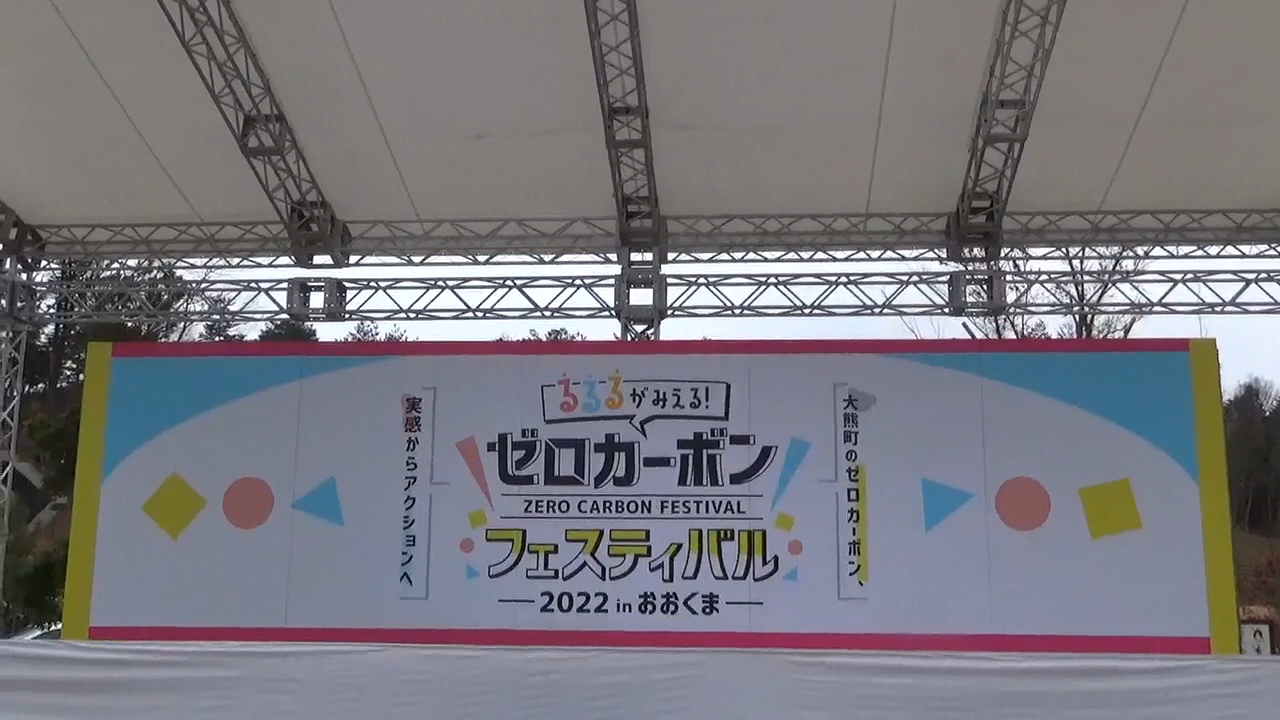 るるるがみえる!
ゼロカーボン
ZERO CARBON FESTIVAL
フェスティバル
2022 in おおくま
大熊町のゼロカーボン、
実感からアクションへ